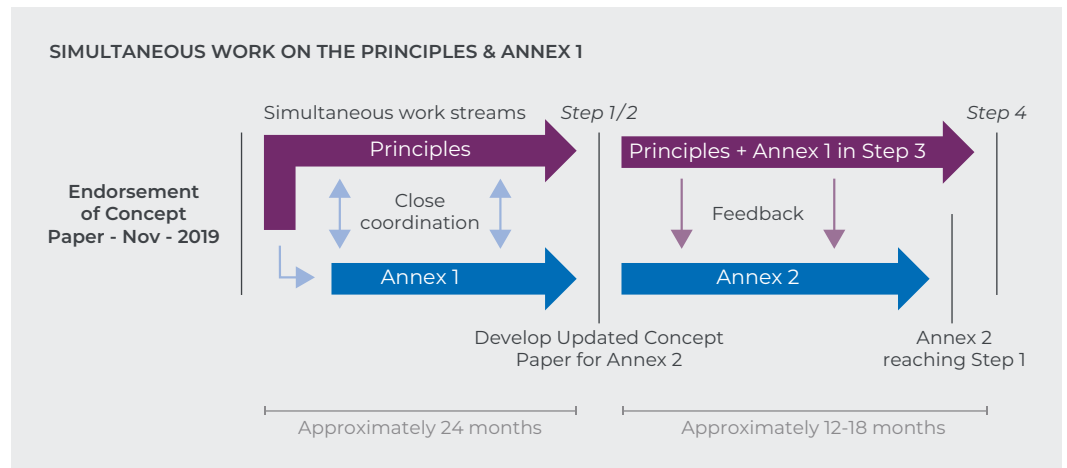 SIMULTANEOUS WORK ON THE PRINCIPLES & ANNEX 1
Simultaneous work streams
Step 1/2
Step 4
Principles
Principles + Annex 1 in Step 3
Endorsement
of Concept
Paper - Nov - 2019
Close
coordination
Feedback
Annex 1
Annex 2
Develop Updated Concept
Paper for Annex 2
Annex 2
reaching Step 1
Approximately 24 months
Approximately 12-18 months